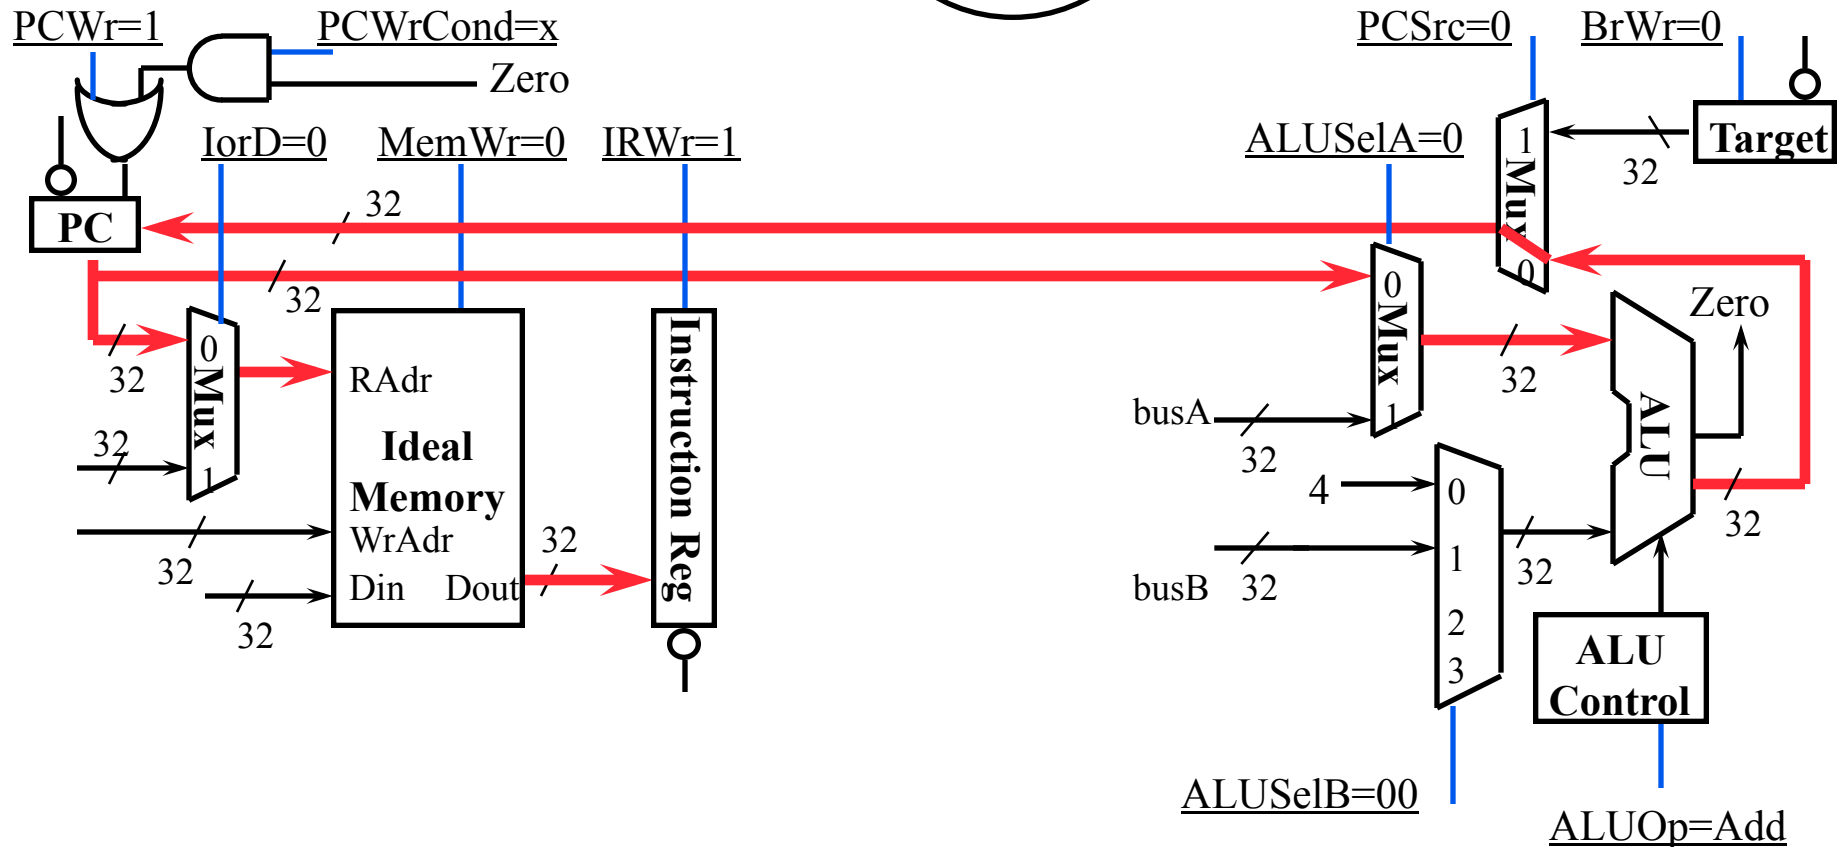 PCWr=1
PCWrCond=x
PCSrc=0
BrWr=0
Zero
IorD=0
MemWr=0
IRWr=1
ALUSelA=0
1
Mux
0
Target
32
32
PC
32
0
Mux
1
32
32
RAdr
Ideal
Memory
WrAdr
Din
Dout
32
32
32
Instruction Reg
0
Mux
1
busA
32
32
4
busB
32
0
1
2
3
32
Zero
ALU
32
ALU
Control
ALUSelB=00
ALUOp=Add